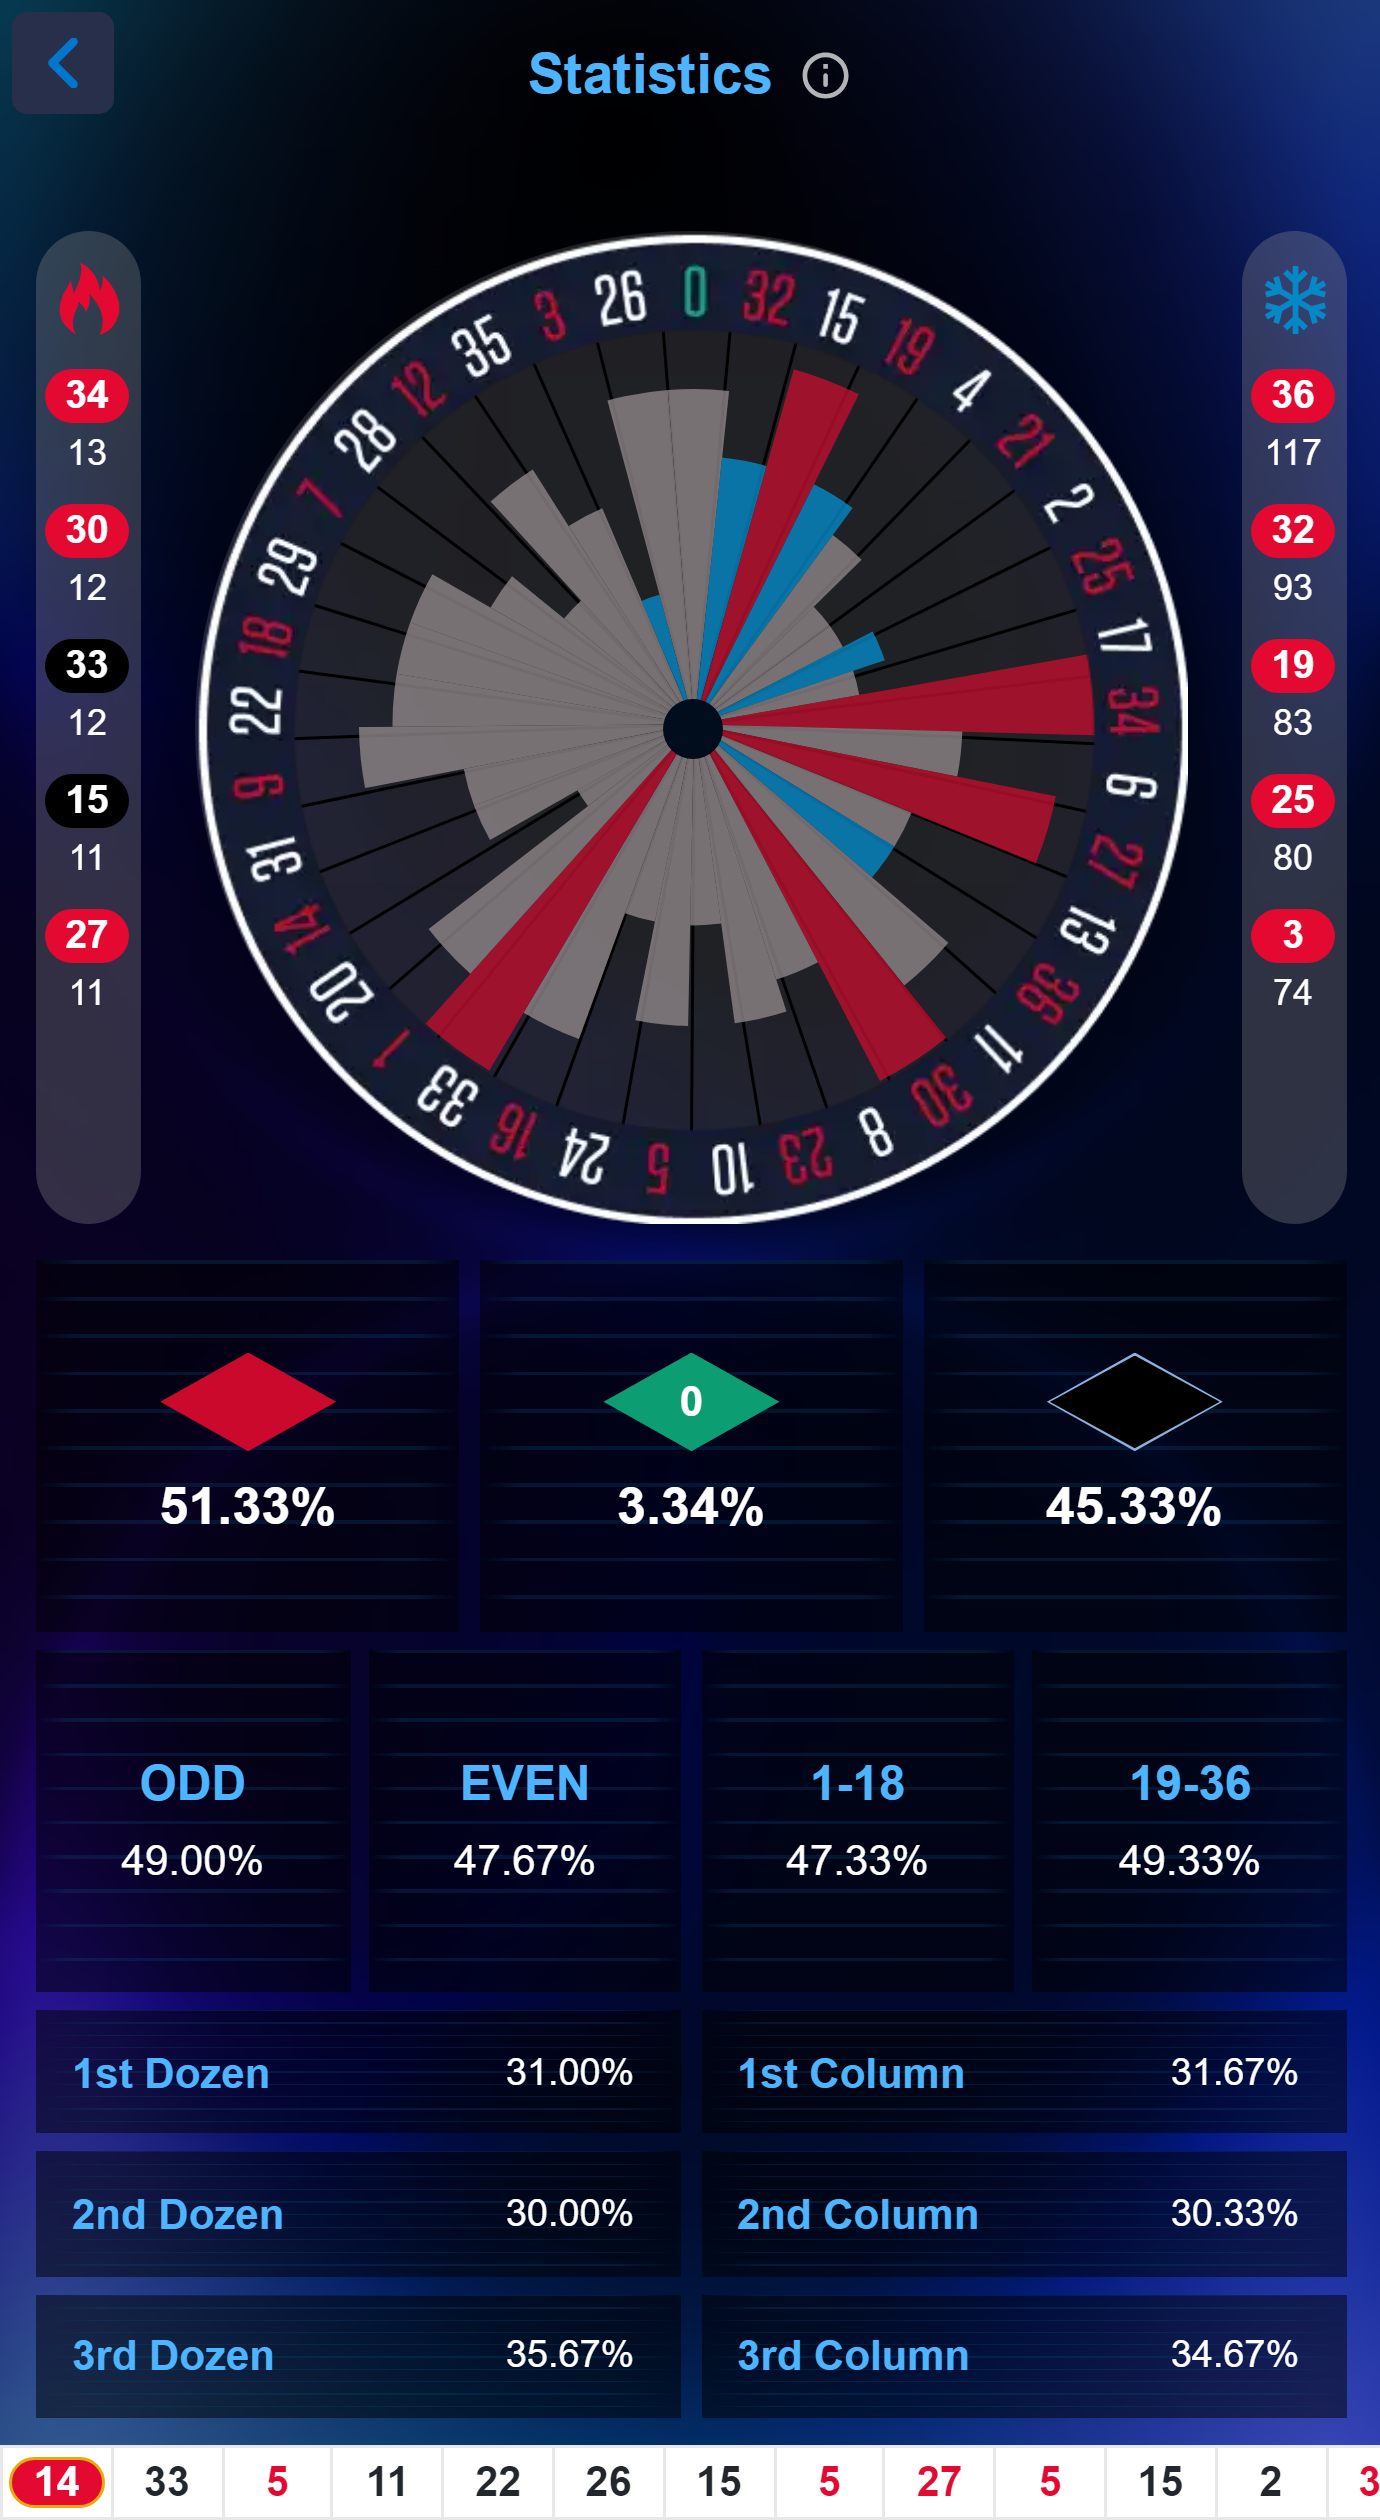 Statistics
34
13
30
12
33
12
15
11
27
11
0 32 15 19 4 21 2 25 17 34 6 27 13 36 11 30 8 23 10 5 24 16 33 1 20 14 31 9 22 18 29 7 28 12 35 3 26
36
117
32
93
19
83
25
80
3
74
0
51.33% 3.34% 45.33%
ODD EVEN 1-18 19-36
49.00% 47.67% 47.33% 49.33%
1st Dozen 31.00% 1st Column 31.67%
2nd Dozen 30.00% 2nd Column 30.33%
3rd Dozen 35.67% 3rd Column 34.67%
14 33 5 11 22 26 15 5 27 5 15 2 3